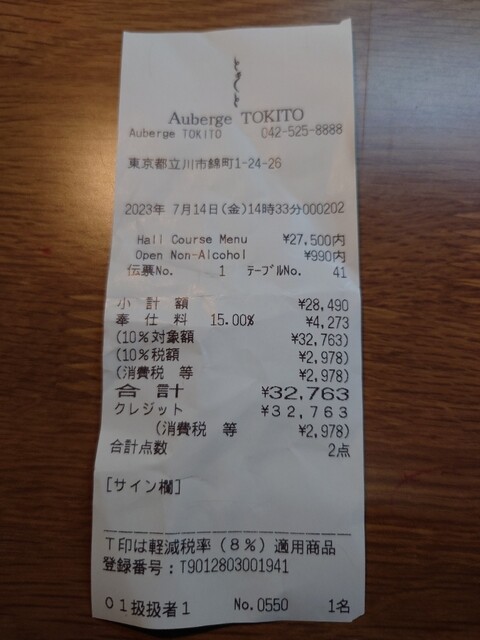 ときと
Auberge TOKITO
Auberge TOKITO 042-525-8888
東京都立川市錦町1-24-26
2023年 7月14日(金)14時33分000202
Hall Course Menu ¥27,500内
Open Non-Alcohol ¥990内
伝票No. 1 テーブルNo. 41
小計額 ¥28,490
奉仕料 15.00% ¥4,273
(10%対象額 ¥32,763)
(10%税額 ¥2,978)
(消費税 等 ¥2,978)
合計 ¥32,763
クレジット ¥32,763
(消費税 等 ¥2,978)
合計点数 2点
[サイン欄]
T印は軽減税率(8%)適用商品
登録番号:T9012803001941
01扱扱者1 No.0550 1名